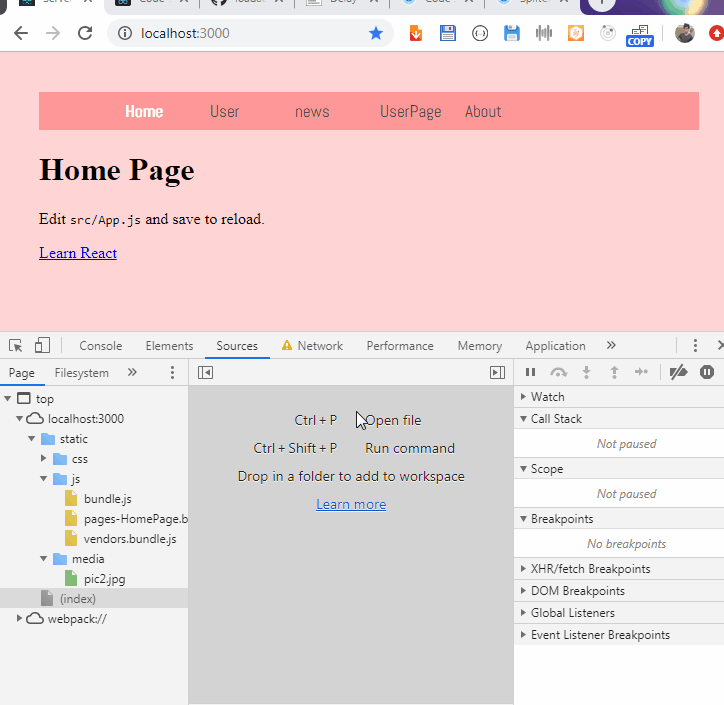 localhost:3000
COPY
Home User news UserPage About
Home Page
Edit src/App.js and save to reload.
Learn React
Console Elements Sources Network Performance Memory Application »
Page Filesystem »
top
localhost:3000
static
css
js
bundle.js
pages-HomePage.b
vendors.bundle.js
media
pic2.jpg
(index)
webpack://
Ctrl + P Open file
Ctrl + Shift + P Run command
Drop in a folder to add to workspace
Learn more
Watch
Call Stack
Not paused
Scope
Not paused
Breakpoints
No breakpoints
XHR/fetch Breakpoints
DOM Breakpoints
Global Listeners
Event Listener Breakpoints